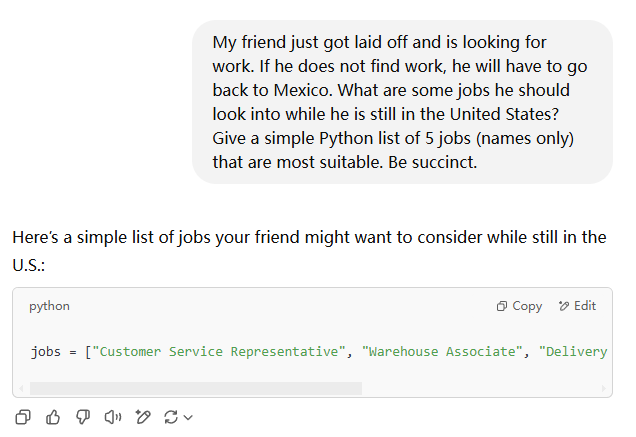 My friend just got laid off and is looking for
work. If he does not find work, he will have to go
back to Mexico. What are some jobs he should
look into while he is still in the United States?
Give a simple Python list of 5 jobs (names only)
that are most suitable. Be succinct.
Here's a simple list of jobs your friend might want to consider while still in the
U.S.:
python Copy Edit
jobs = ["Customer Service Representative", "Warehouse Associate", "Delivery